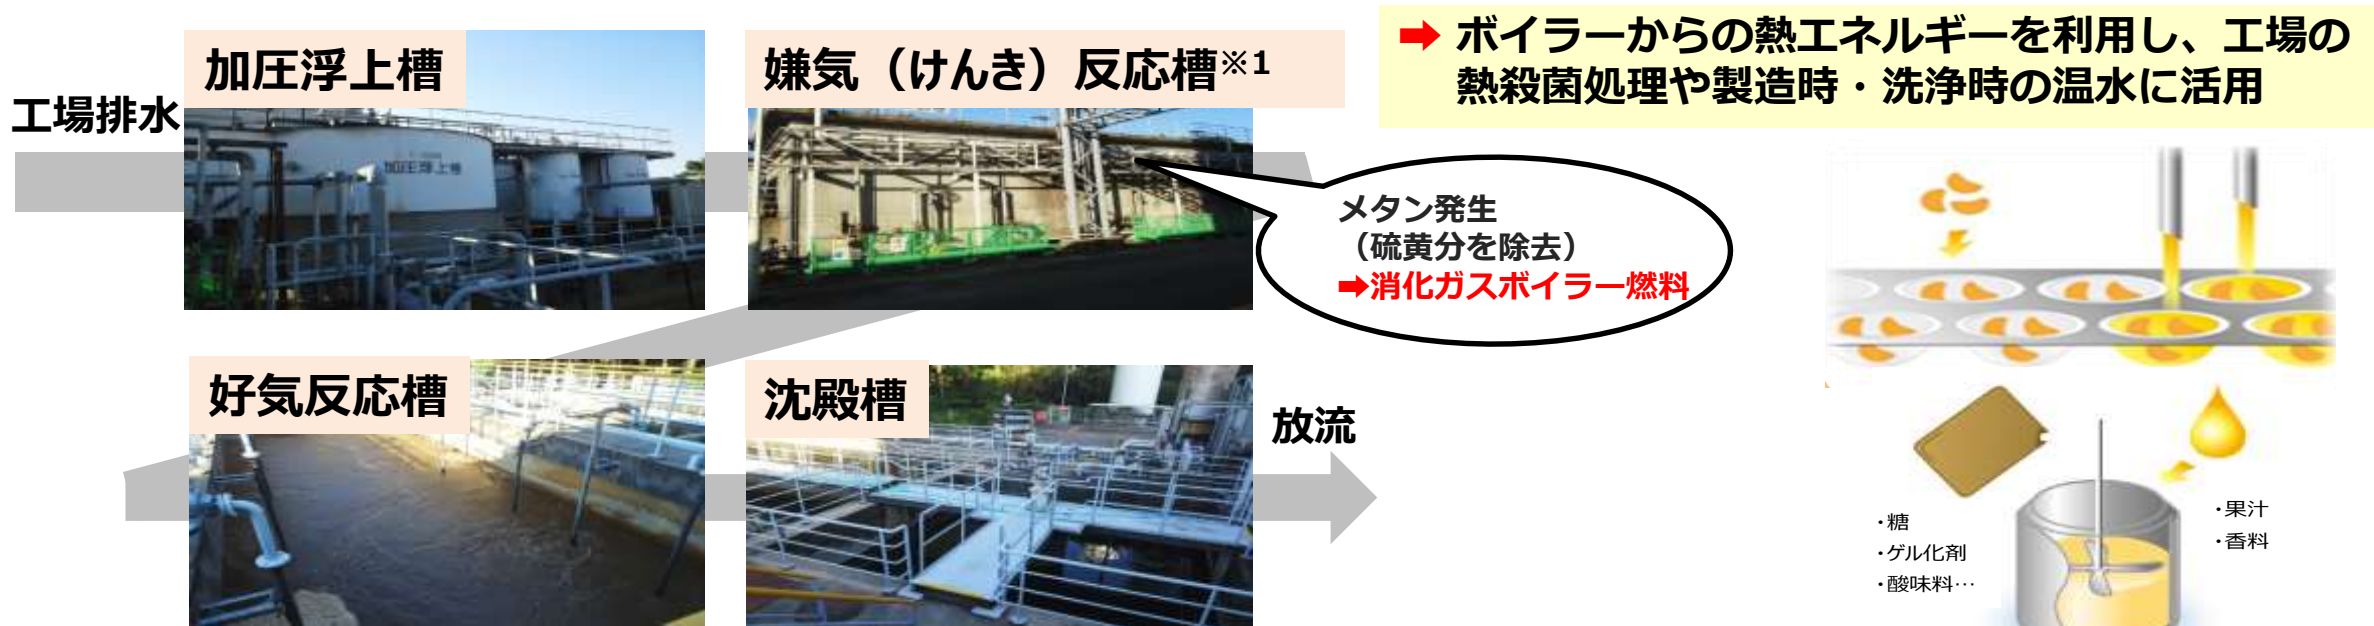 工場排水
加圧浮上槽
加圧浮上槽
嫌気（けんき）反応槽※1
➡ ボイラーからの熱エネルギーを利用し、工場の
熱殺菌処理や製造時・洗浄時の温水に活用
メタン発生
（硫黄分を除去）
➡消化ガスボイラー燃料
好気反応槽
沈殿槽
放流
・糖
・ゲル化剤
・酸味料…
・果汁
・香料